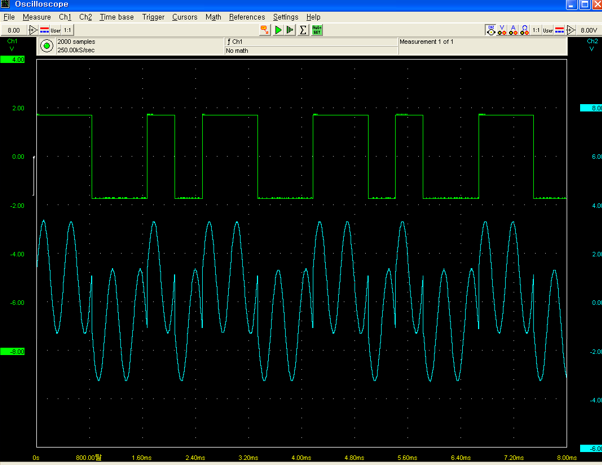 Oscilloscope
File Measure Ch1 Ch2 Time base Trigger Cursors Math References Settings Help
8.00 User 1:1 V A Ω 1:1 User 8.00V
Ch1 2000 samples ƒ Ch1 Measurement 1 of 1 Ch2
V 250.00kS/sec No math V
4.00
2.00 8.00
0.00 6.00
-2.00 4.00
-4.00 2.00
-6.00 0.00
-8.00 -2.00
-4.00
-6.00
0s 800.00탎 1.60ms 2.40ms 3.20ms 4.00ms 4.80ms 5.60ms 6.40ms 7.20ms 8.00ms